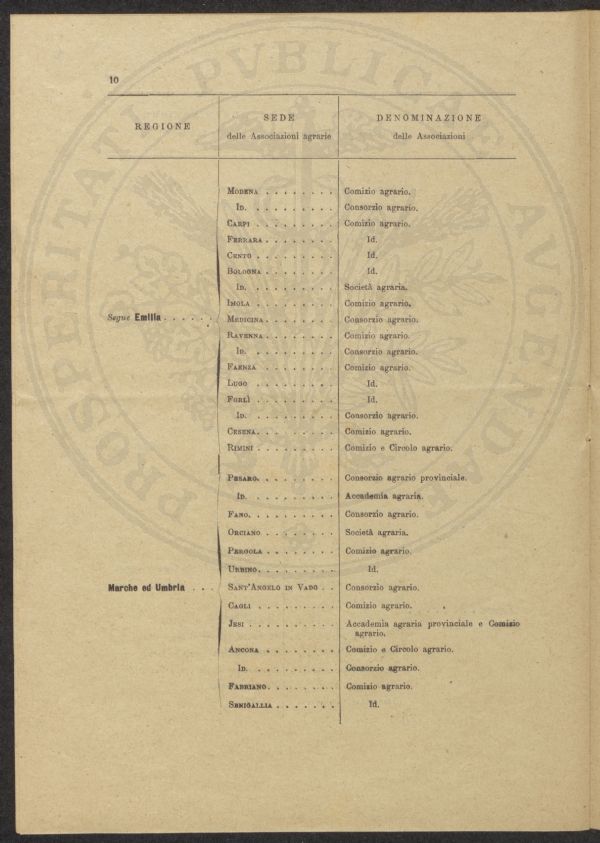 10
REGIONE
SEDE
delle Associazioni agrarie
DENOMINAZIONE
delle Associazioni
Segue Emilia . . . . . .
MODENA . . . . . . . . Comizio agrario.
ID. . . . . . . . . . Consorzio agrario.
CARPI . . . . . . . . . Comizio agrario.
FERRARA . . . . . . . . Id.
CENTO . . . . . . . . . Id.
BOLOGNA . . . . . . . . Id.
ID. . . . . . . . . . Società agraria.
IMOLA . . . . . . . . . Comizio agrario.
MEDICINA . . . . . . . . Consorzio agrario.
RAVENNA . . . . . . . . Comizio agrario.
ID. . . . . . . . . . Consorzio agrario.
FAENZA . . . . . . . . Comizio agrario.
LUGO . . . . . . . . . Id.
FORLÌ . . . . . . . . . Id.
ID. . . . . . . . . . Consorzio agrario.
CESENA. . . . . . . . . Comizio agrario.
RIMINI . . . . . . . . . Comizio e Circolo agrario.
Marche ed Umbria . . .
PESARO. . . . . . . . . Consorzio agrario provinciale.
ID. . . . . . . . . . Accademia agraria.
FANO. . . . . . . . . . Consorzio agrario.
ORCIANO . . . . . . . . Società agraria.
PERGOLA . . . . . . . . Comizio agrario.
URBINO. . . . . . . . . Id.
SANT'ANGELO IN VADO . . Consorzio agrario.
CAGLI . . . . . . . . . Comizio agrario.
JESI . . . . . . . . . . Accademia agraria provinciale e Comizio
agrario.
ANCONA . . . . . . . . Comizio e Circolo agrario.
ID. . . . . . . . . . Consorzio agrario.
FABRIANO. . . . . . . . Comizio agrario.
SENIGALLIA . . . . . . . Id.
PROSPERITATI PVBLICAE AVGENDAE